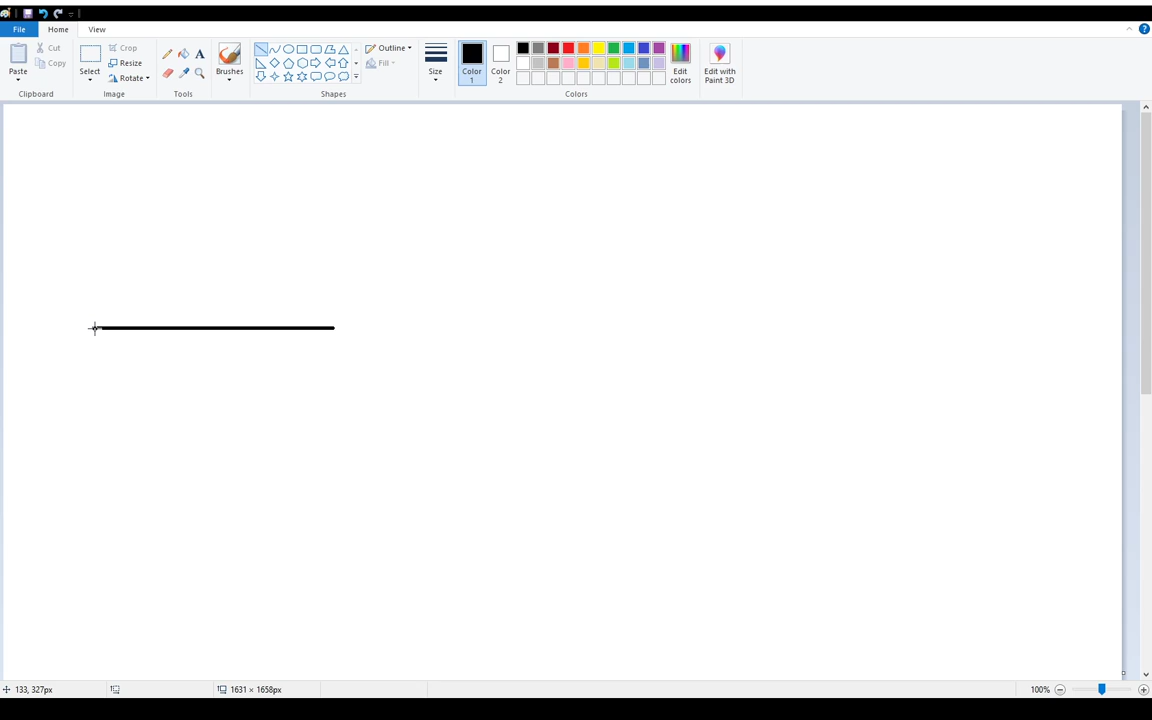 File Home View
Paste Cut Copy Select Crop Resize Rotate Brushes Outline Fill Size Color 1 Color 2 Edit colors Edit with Paint 3D
Clipboard Image Tools Shapes Colors
133, 327px 1631 × 1658px 100%